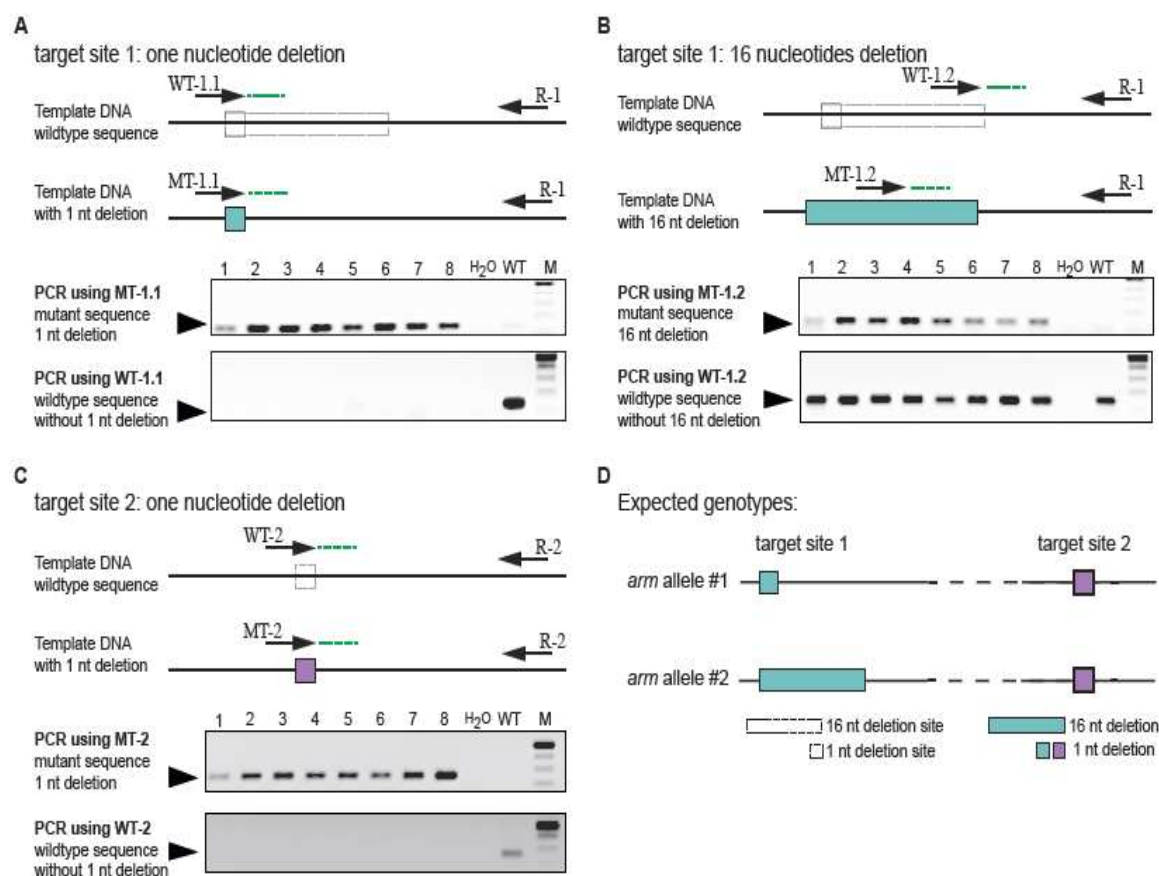 A
target site 1: one nucleotide deletion
WT-1.1
R-1
Template DNA
wildtype sequence
MT-1.1
R-1
Template DNA
with 1 nt deletion
1 2 3 4 5 6 7 8 H2O WT M
PCR using MT-1.1
mutant sequence
1 nt deletion
PCR using WT-1.1
wildtype sequence
without 1 nt deletion
B
target site 1: 16 nucleotides deletion
WT-1.2
R-1
Template DNA
wildtype sequence
MT-1.2
R-1
Template DNA
with 16 nt deletion
1 2 3 4 5 6 7 8 H2O WT M
PCR using MT-1.2
mutant sequence
16 nt deletion
PCR using WT-1.2
wildtype sequence
without 16 nt deletion
C
target site 2: one nucleotide deletion
WT-2
R-2
Template DNA
wildtype sequence
MT-2
R-2
Template DNA
with 1 nt deletion
1 2 3 4 5 6 7 8 H2O WT M
PCR using MT-2
mutant sequence
1 nt deletion
PCR using WT-2
wildtype sequence
without 1 nt deletion
D
Expected genotypes:
target site 1 target site 2
arm allele #1
arm allele #2
16 nt deletion site 16 nt deletion
1 nt deletion site 1 nt deletion